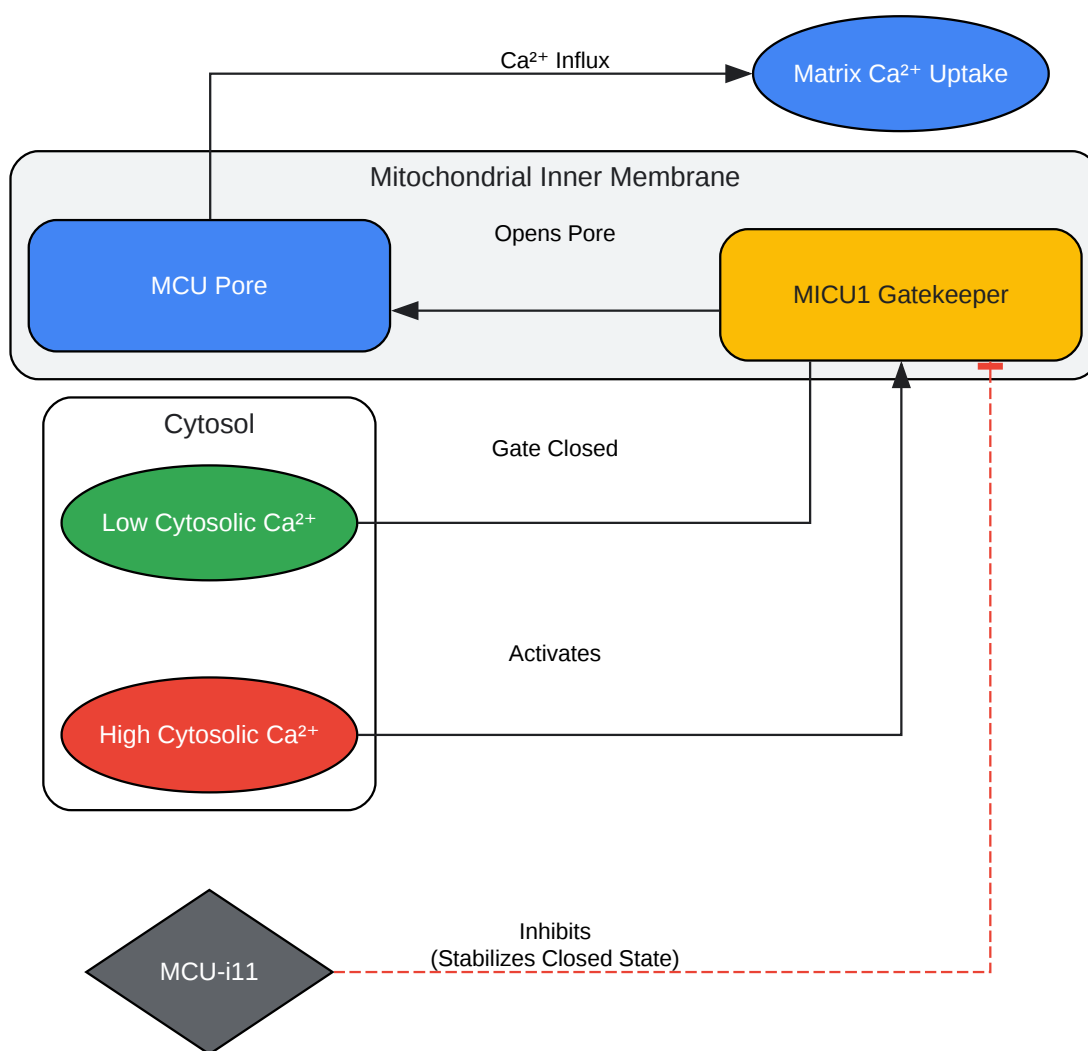 Ca²⁺ Influx
Matrix Ca²⁺ Uptake
Mitochondrial Inner Membrane
Opens Pore
MCU Pore
MICU1 Gatekeeper
Cytosol
Gate Closed
Low Cytosolic Ca²⁺
Activates
High Cytosolic Ca²⁺
Inhibits
(Stabilizes Closed State)
MCU-i11